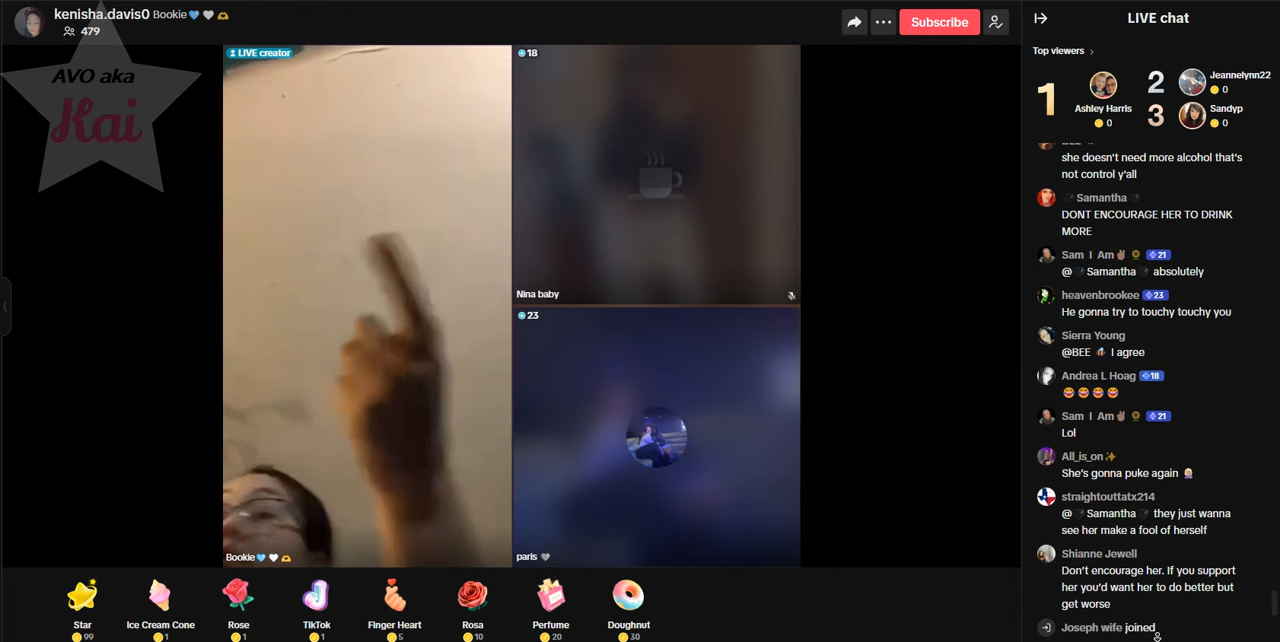 kenisha.davis0 Bookie💙🤍🫶
479
Subscribe
AVO aka
Kai
LIVE creator
18
Nina baby
23
Bookie💙🤍🫶
paris 🩶
Star
99
Ice Cream Cone
1
Rose
1
TikTok
1
Finger Heart
5
Rosa
10
Perfume
20
Doughnut
30
LIVE chat
Top viewers >
1
Ashley Harris
0
2
Jeannelynn22
0
3
Sandyp
0
she doesn't need more alcohol that's
not control y'all
Samantha
DONT ENCOURAGE HER TO DRINK
MORE
Sam I Am✌🏽🌻 21
@ Samantha absolutely
heavenbrookee 23
He gonna try to touchy touchy you
Sierra Young
@BEE 🐝 I agree
Andrea L Hoag 18
😂😂😂😂
Sam I Am✌🏽🌻 21
Lol
All_is_on✨
She's gonna puke again 🤦🏼‍♀️
straightouttatx214
@ Samantha they just wanna
see her make a fool of herself
Shianne Jewell
Don't encourage her. If you support
her you'd want her to do better but
get worse
Joseph wife joined